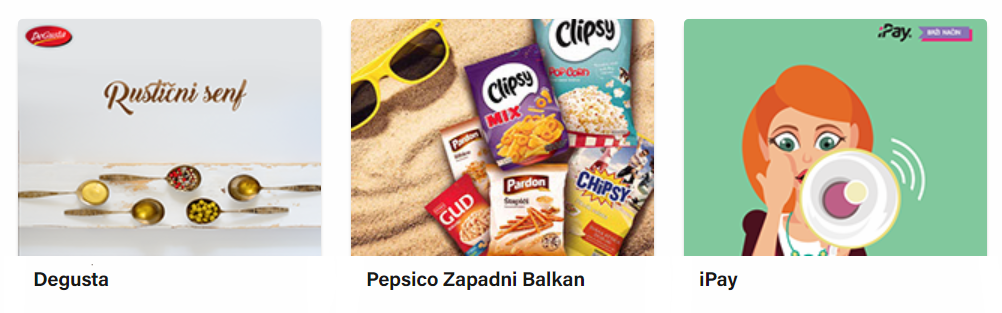 DeGusta
Rustični senf
Clipsy
POP CORN
Clipsy
MIX
Pardon
Pardon
Štapići
CHIPSY
GUD
iPay.
BRŽI NAČIN
Degusta
Pepsico Zapadni Balkan
iPay